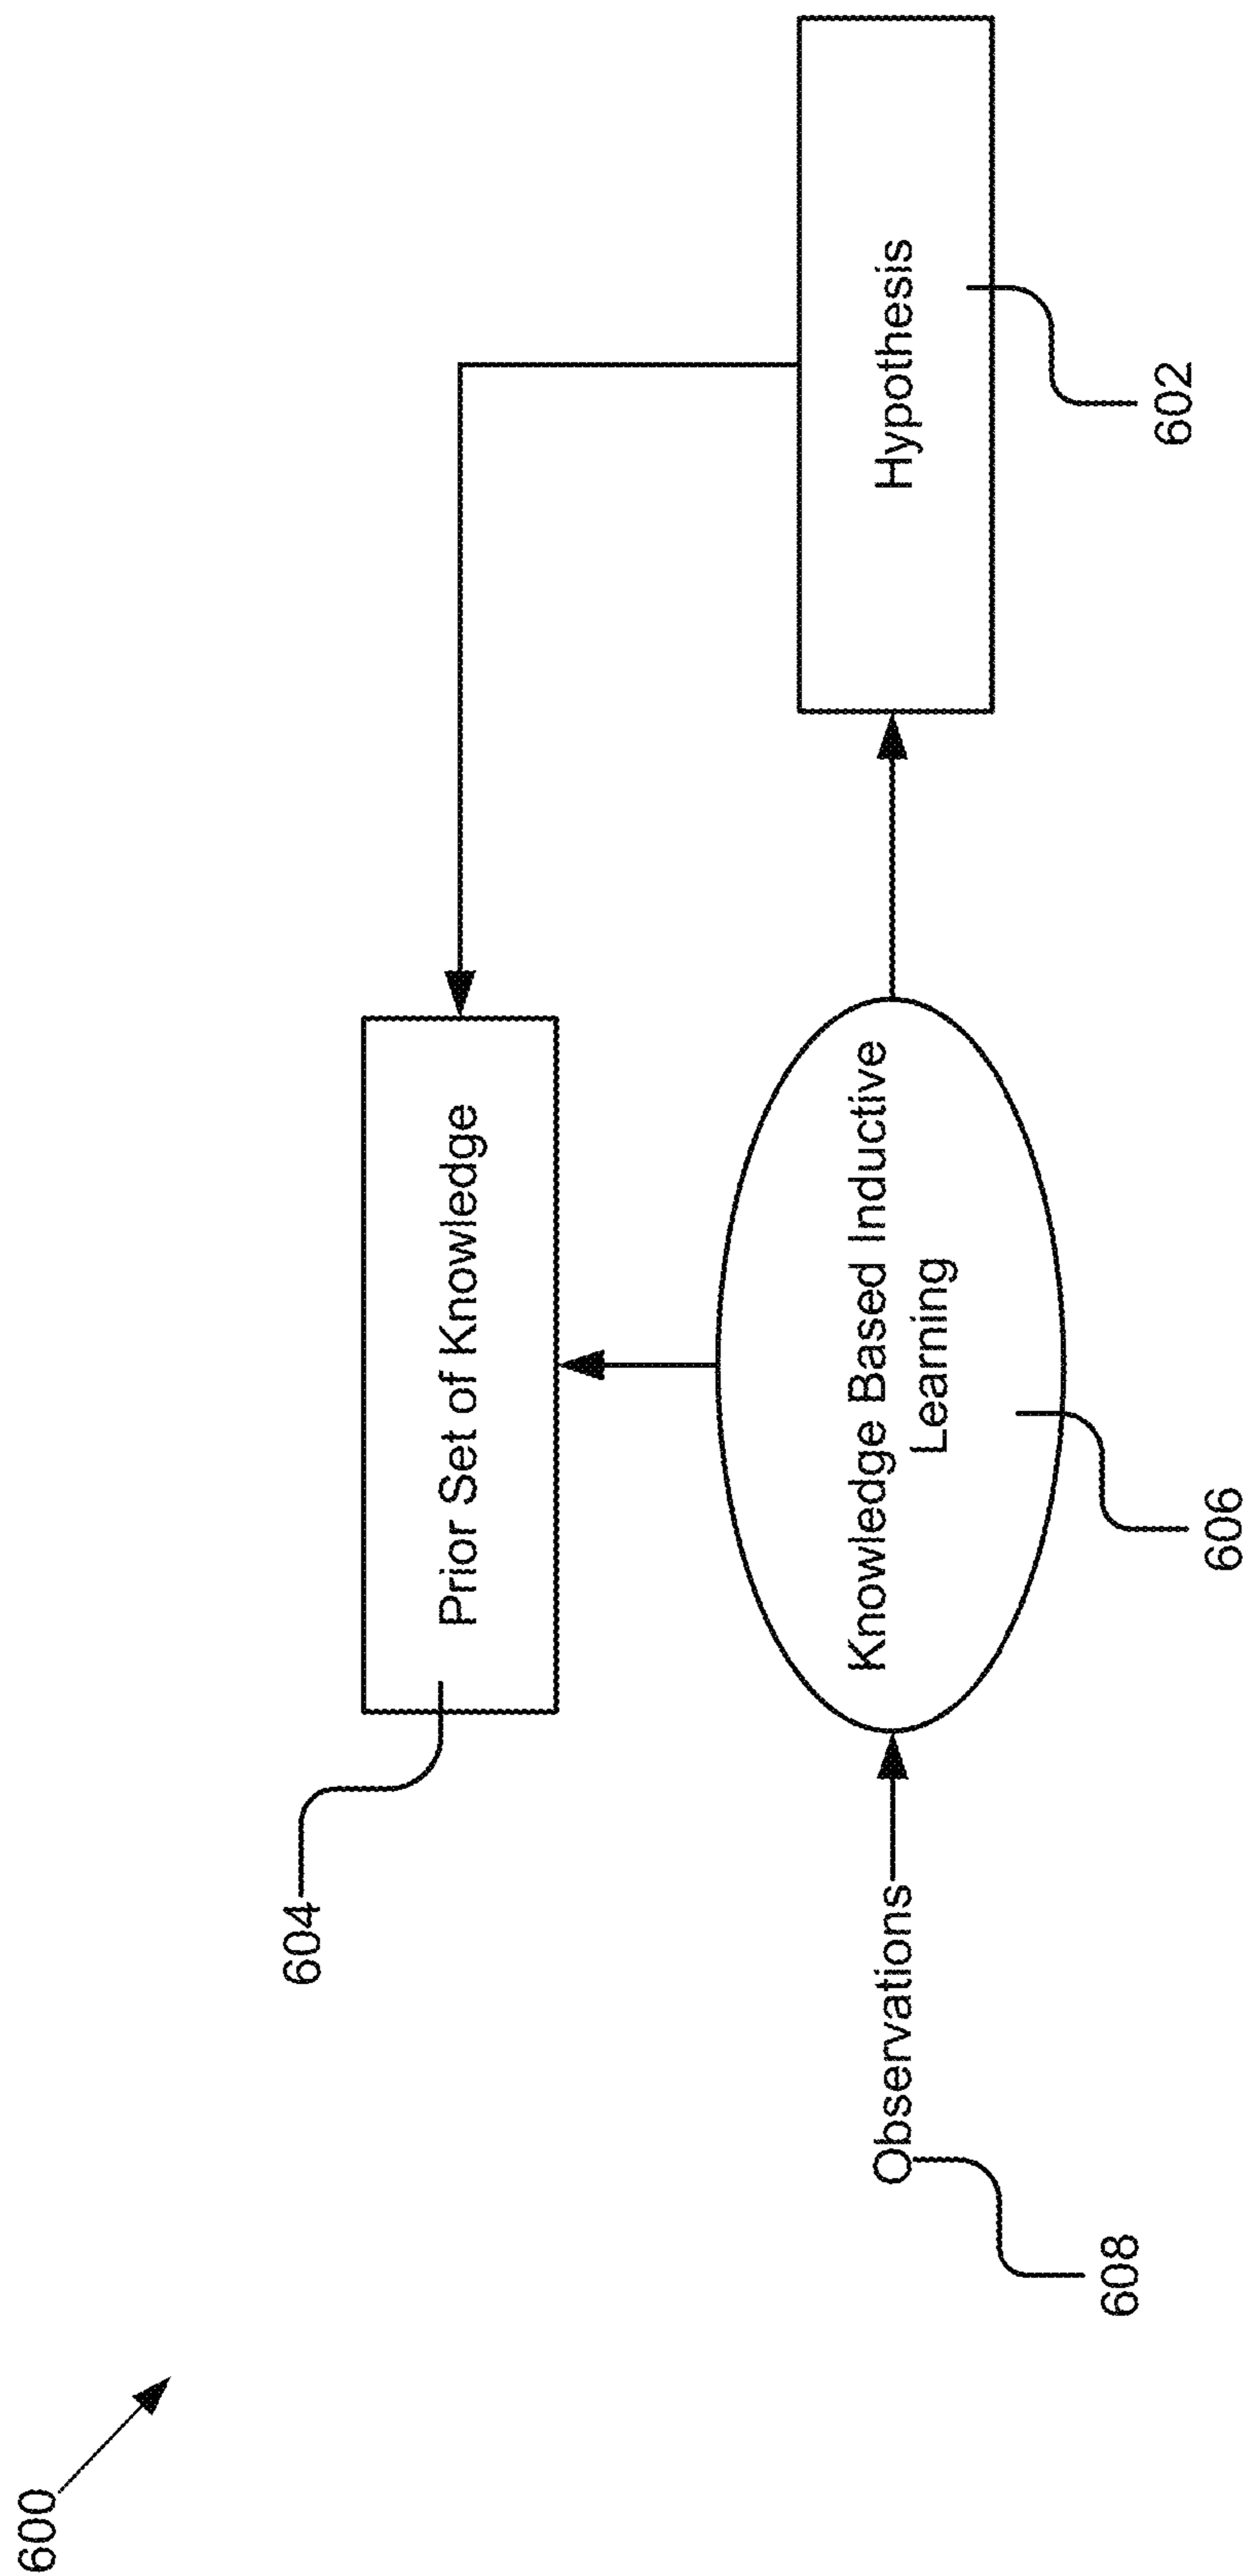 600
604
Prior Set of Knowledge
608
Observations
Knowledge Based Inductive
Learning
606
Hypothesis
602